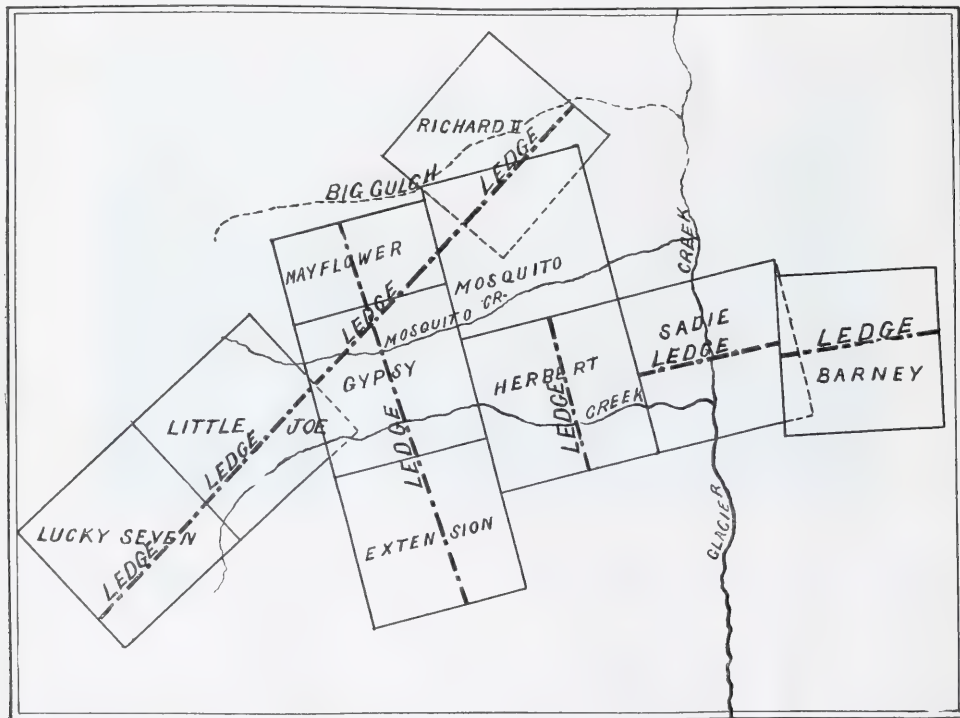 RICHARD II
LEDGE
BIG GULCH
MAYFLOWER
LEDGE
MOSQUITO
MOSQUITO CR.
CREEK
GYPSY
LEDGE
HERBERT
LEDGE
CREEK
SADIE
LEDGE
LEDGE
BARNEY
LITTLE JOE
LEDGE
LUCKY SEVEN
LEDGE
EXTENSION
GLACIER